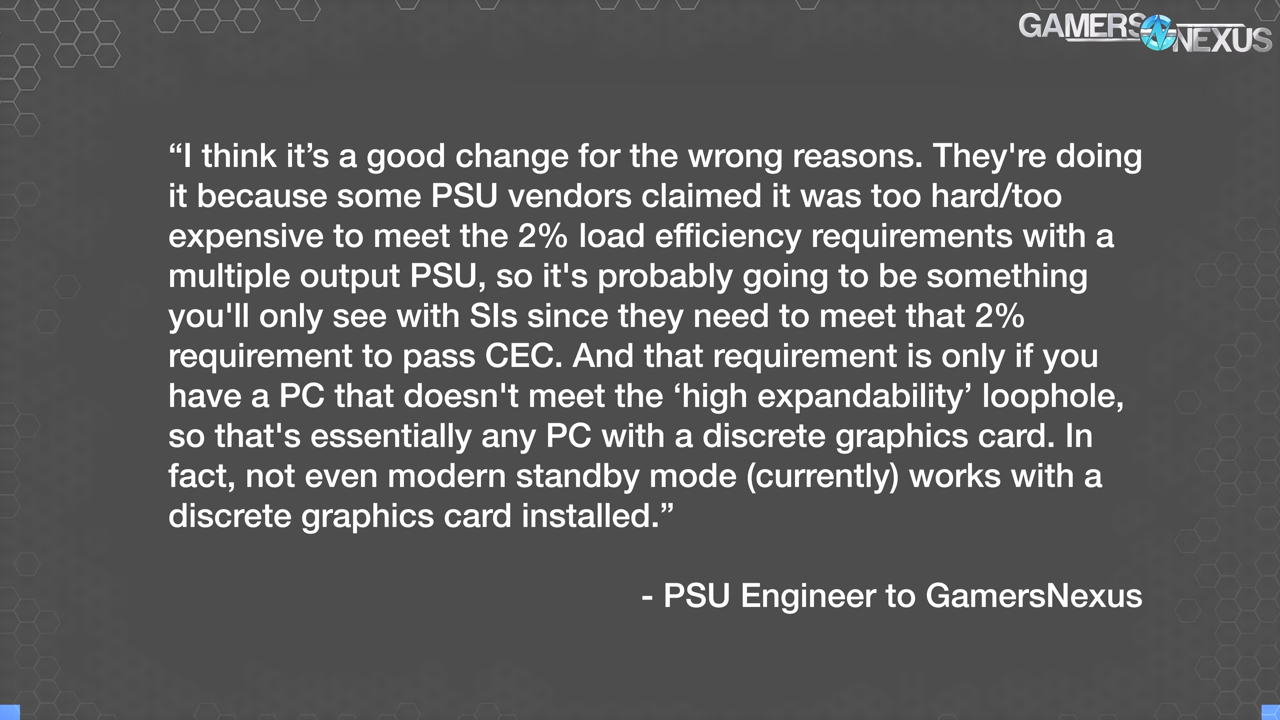 GAMERS NEXUS
“I think it’s a good change for the wrong reasons. They're doing
it because some PSU vendors claimed it was too hard/too
expensive to meet the 2% load efficiency requirements with a
multiple output PSU, so it's probably going to be something
you'll only see with SIs since they need to meet that 2%
requirement to pass CEC. And that requirement is only if you
have a PC that doesn't meet the ‘high expandability’ loophole,
so that's essentially any PC with a discrete graphics card. In
fact, not even modern standby mode (currently) works with a
discrete graphics card installed.”
- PSU Engineer to GamersNexus